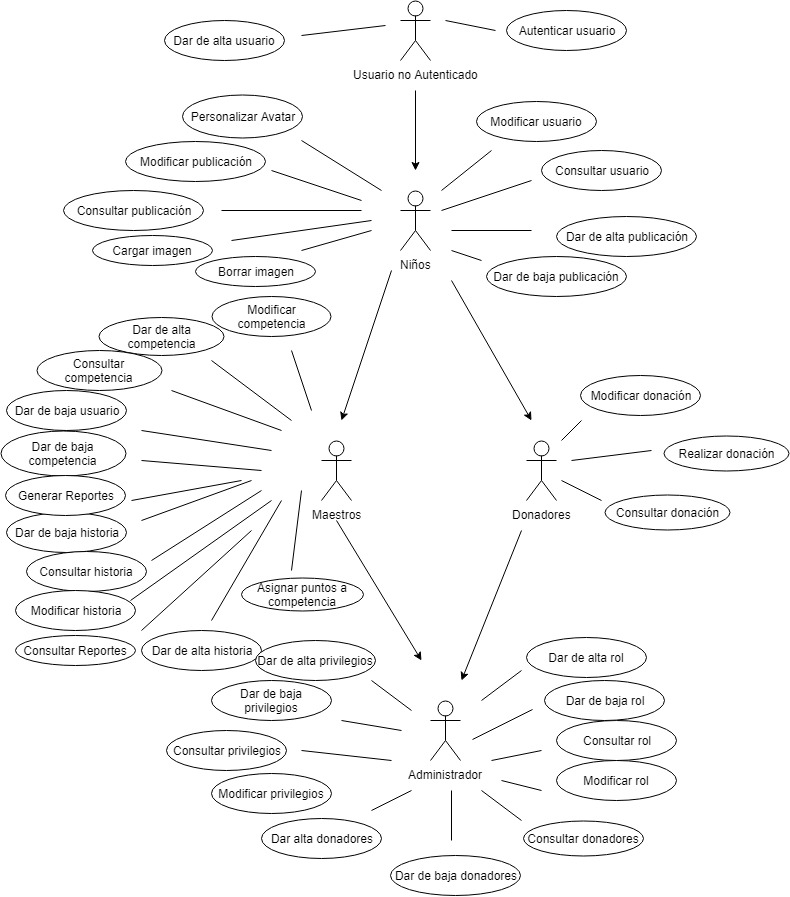 Dar de alta usuario
Autenticar usuario
Usuario no Autenticado
Personalizar Avatar
Modificar usuario
Modificar publicación
Consultar usuario
Consultar publicación
Dar de alta publicación
Cargar imagen
Borrar imagen
Niños
Dar de baja publicación
Modificar
competencia
Dar de alta
competencia
Consultar
competencia
Modificar donación
Dar de baja usuario
Dar de baja
competencia
Realizar donación
Generar Reportes
Maestros
Donadores
Consultar donación
Dar de baja historia
Consultar historia
Asignar puntos a
competencia
Modificar historia
Consultar Reportes
Dar de alta historia
Dar de alta privilegios
Dar de alta rol
Dar de baja
privilegios
Dar de baja rol
Consultar privilegios
Consultar rol
Administrador
Modificar rol
Modificar privilegios
Dar alta donadores
Consultar donadores
Dar de baja donadores